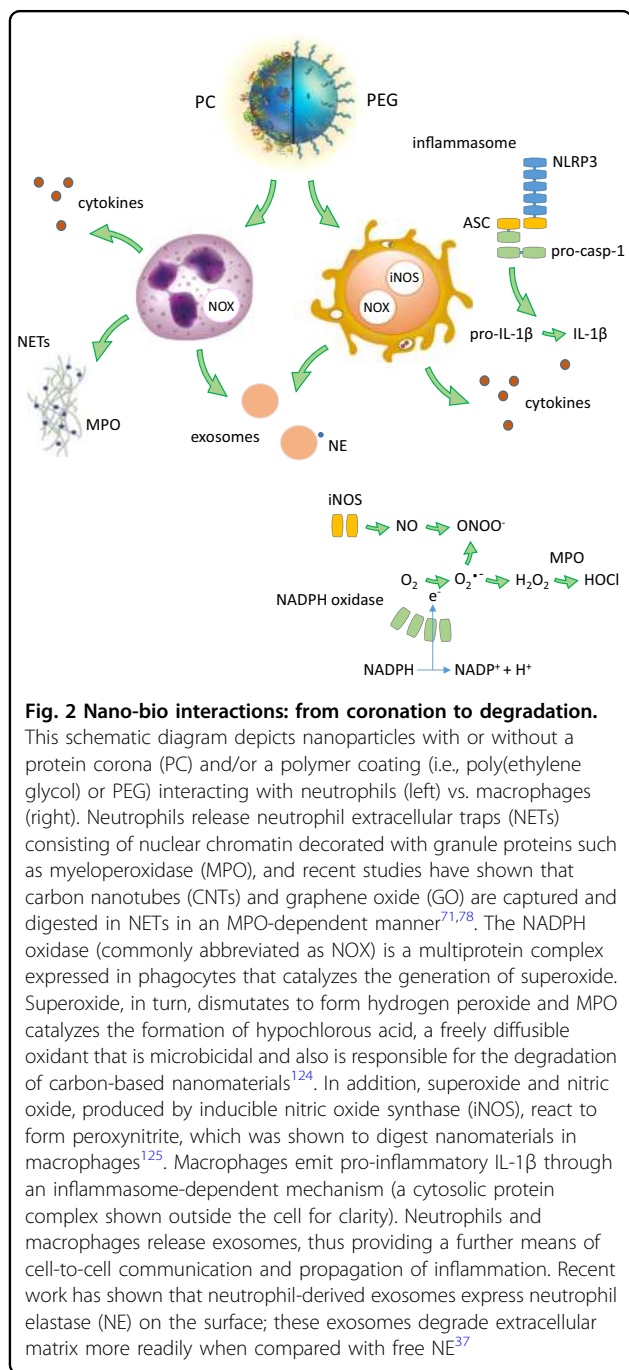 PC
PEG
inflammasome
NLRP3
cytokines
ASC
pro-casp-1
iNOS
NOX
NOX
pro-IL-1β
IL-1β
NETs
MPO
exosomes
NE
cytokines
iNOS
NO
ONOO⁻
MPO
O₂
O₂•⁻
H₂O₂
HOCl
e⁻
NADPH oxidase
NADPH
NADP⁺ + H⁺
Fig. 2 Nano-bio interactions: from coronation to degradation.
This schematic diagram depicts nanoparticles with or without a
protein corona (PC) and/or a polymer coating (i.e., poly(ethylene
glycol) or PEG) interacting with neutrophils (left) vs. macrophages
(right). Neutrophils release neutrophil extracellular traps (NETs)
consisting of nuclear chromatin decorated with granule proteins such
as myeloperoxidase (MPO), and recent studies have shown that
carbon nanotubes (CNTs) and graphene oxide (GO) are captured and
digested in NETs in an MPO-dependent manner71,78. The NADPH
oxidase (commonly abbreviated as NOX) is a multiprotein complex
expressed in phagocytes that catalyzes the generation of superoxide.
Superoxide, in turn, dismutates to form hydrogen peroxide and MPO
catalyzes the formation of hypochlorous acid, a freely diffusible
oxidant that is microbicidal and also is responsible for the degradation
of carbon-based nanomaterials124. In addition, superoxide and nitric
oxide, produced by inducible nitric oxide synthase (iNOS), react to
form peroxynitrite, which was shown to digest nanomaterials in
macrophages125. Macrophages emit pro-inflammatory IL-1β through
an inflammasome-dependent mechanism (a cytosolic protein
complex shown outside the cell for clarity). Neutrophils and
macrophages release exosomes, thus providing a further means of
cell-to-cell communication and propagation of inflammation. Recent
work has shown that neutrophil-derived exosomes express neutrophil
elastase (NE) on the surface; these exosomes degrade extracellular
matrix more readily when compared with free NE37